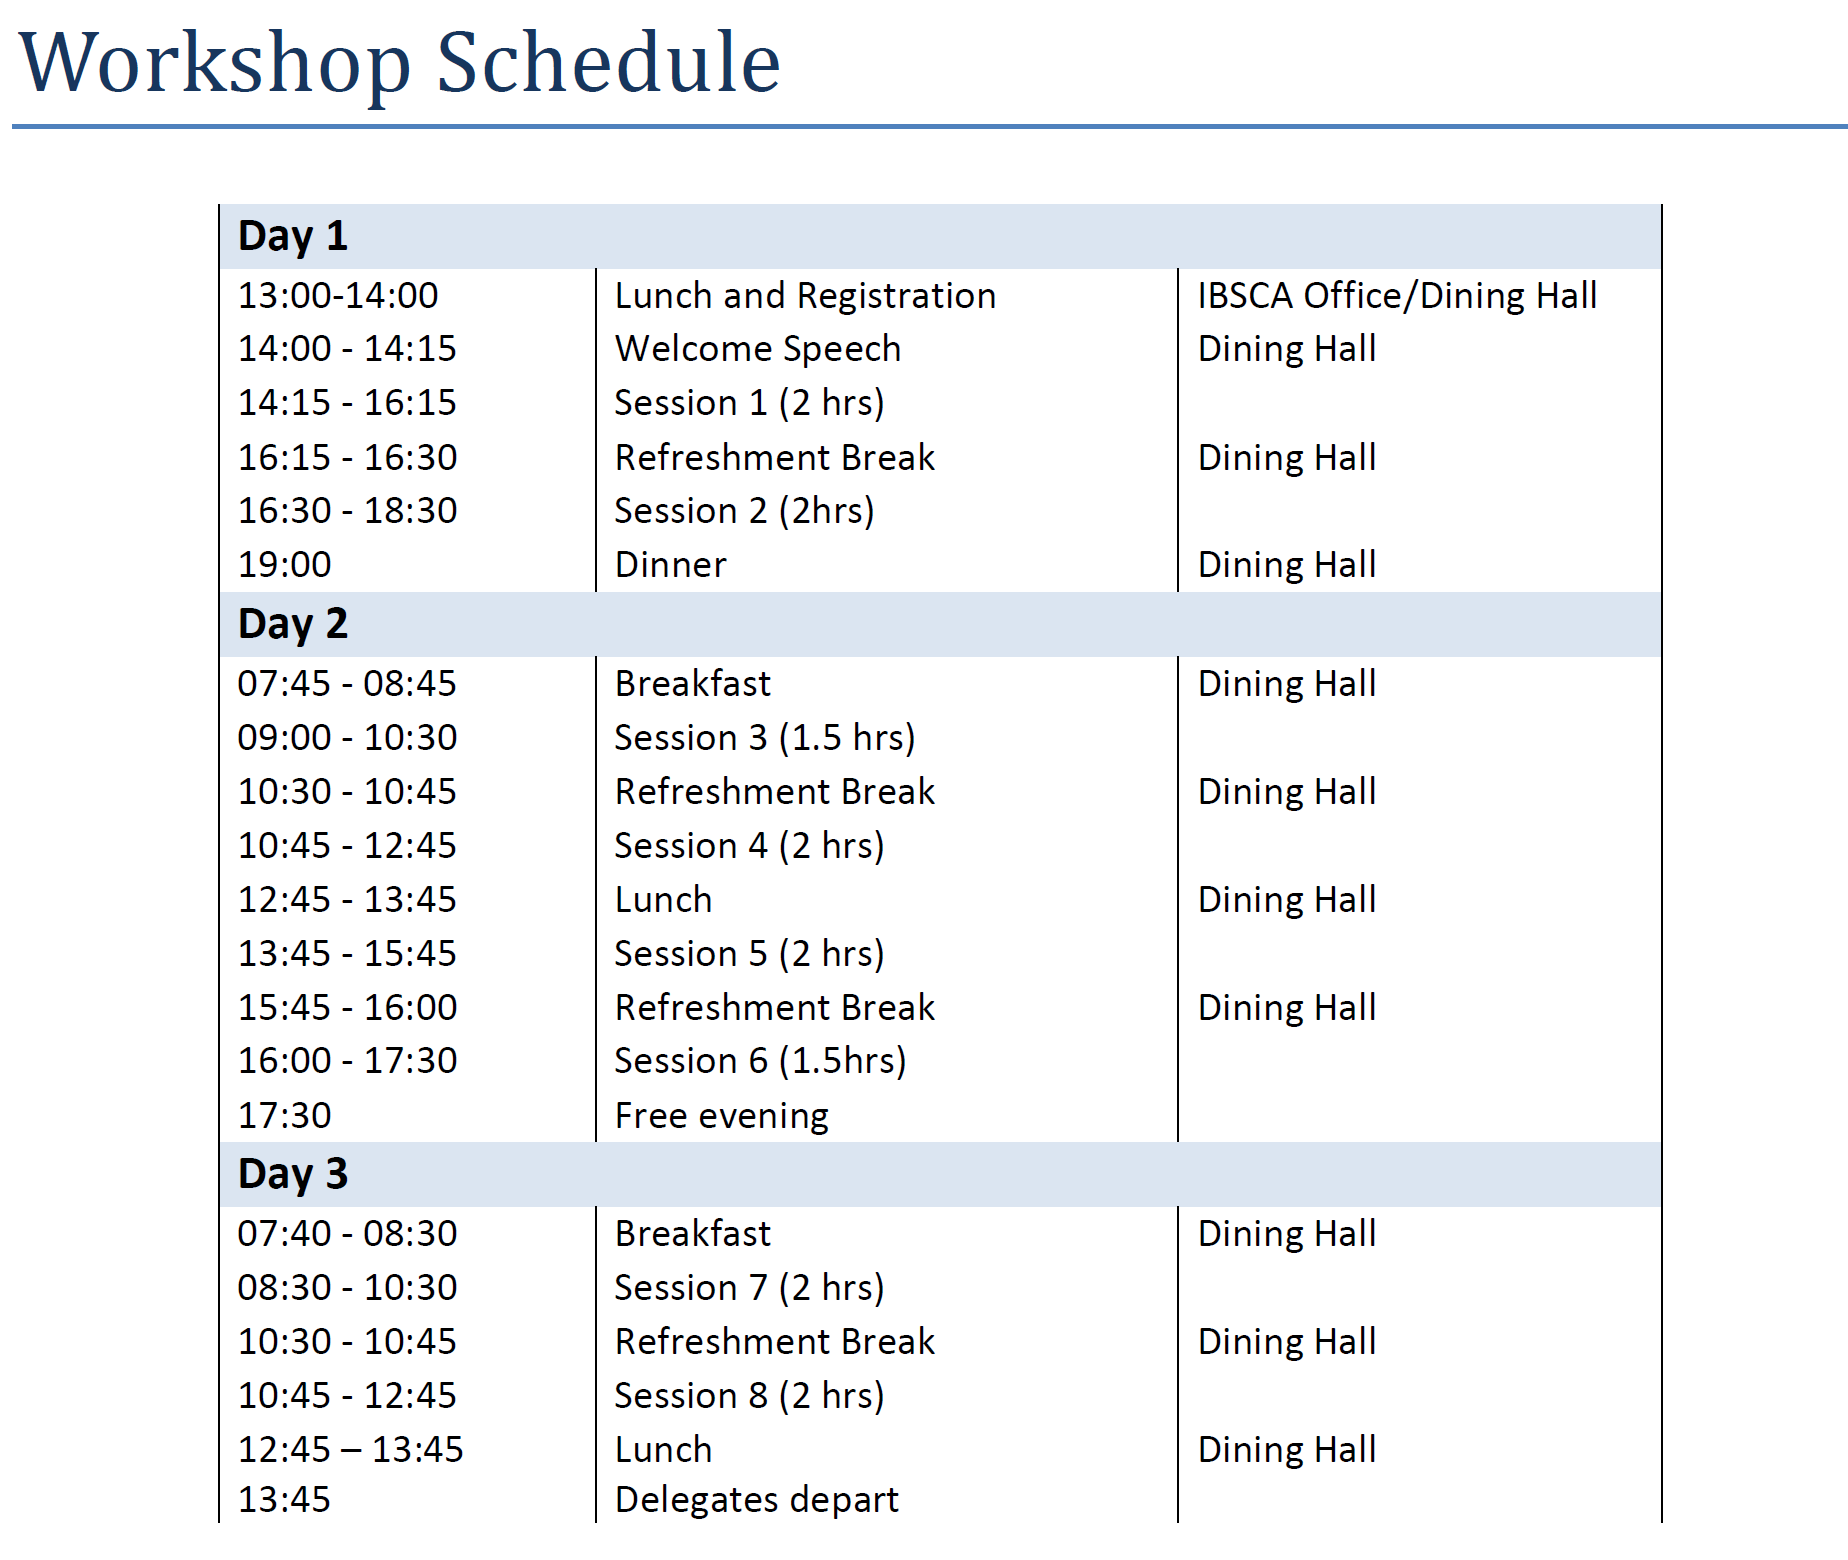 Workshop Schedule
Day 1
13:00-14:00 Lunch and Registration IBSCA Office/Dining Hall
14:00 - 14:15 Welcome Speech Dining Hall
14:15 - 16:15 Session 1 (2 hrs)
16:15 - 16:30 Refreshment Break Dining Hall
16:30 - 18:30 Session 2 (2hrs)
19:00 Dinner Dining Hall
Day 2
07:45 - 08:45 Breakfast Dining Hall
09:00 - 10:30 Session 3 (1.5 hrs)
10:30 - 10:45 Refreshment Break Dining Hall
10:45 - 12:45 Session 4 (2 hrs)
12:45 - 13:45 Lunch Dining Hall
13:45 - 15:45 Session 5 (2 hrs)
15:45 - 16:00 Refreshment Break Dining Hall
16:00 - 17:30 Session 6 (1.5hrs)
17:30 Free evening
Day 3
07:40 - 08:30 Breakfast Dining Hall
08:30 - 10:30 Session 7 (2 hrs)
10:30 - 10:45 Refreshment Break Dining Hall
10:45 - 12:45 Session 8 (2 hrs)
12:45 – 13:45 Lunch Dining Hall
13:45 Delegates depart